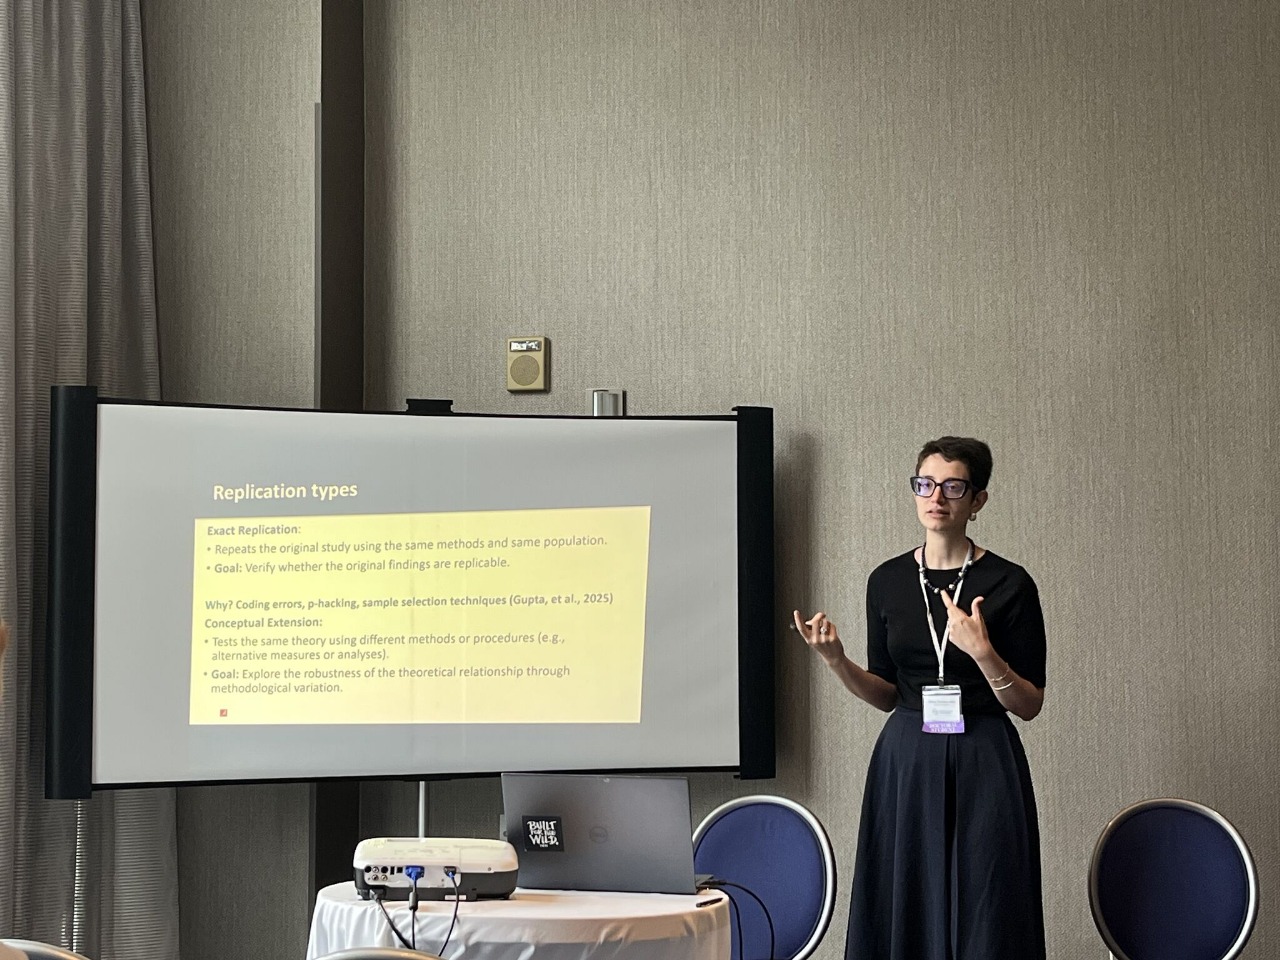 Replication types
Exact Replication:
• Repeats the original study using the same methods and same population.
• Goal: Verify whether the original findings are replicable.
Why? Coding errors, p-hacking, sample selection techniques (Gupta, et al., 2025)
Conceptual Extension:
• Tests the same theory using different methods or procedures (e.g.,
alternative measures or analyses).
• Goal: Explore the robustness of the theoretical relationship through
methodological variation.
BUILT
FOR THE
WILD.
DELL